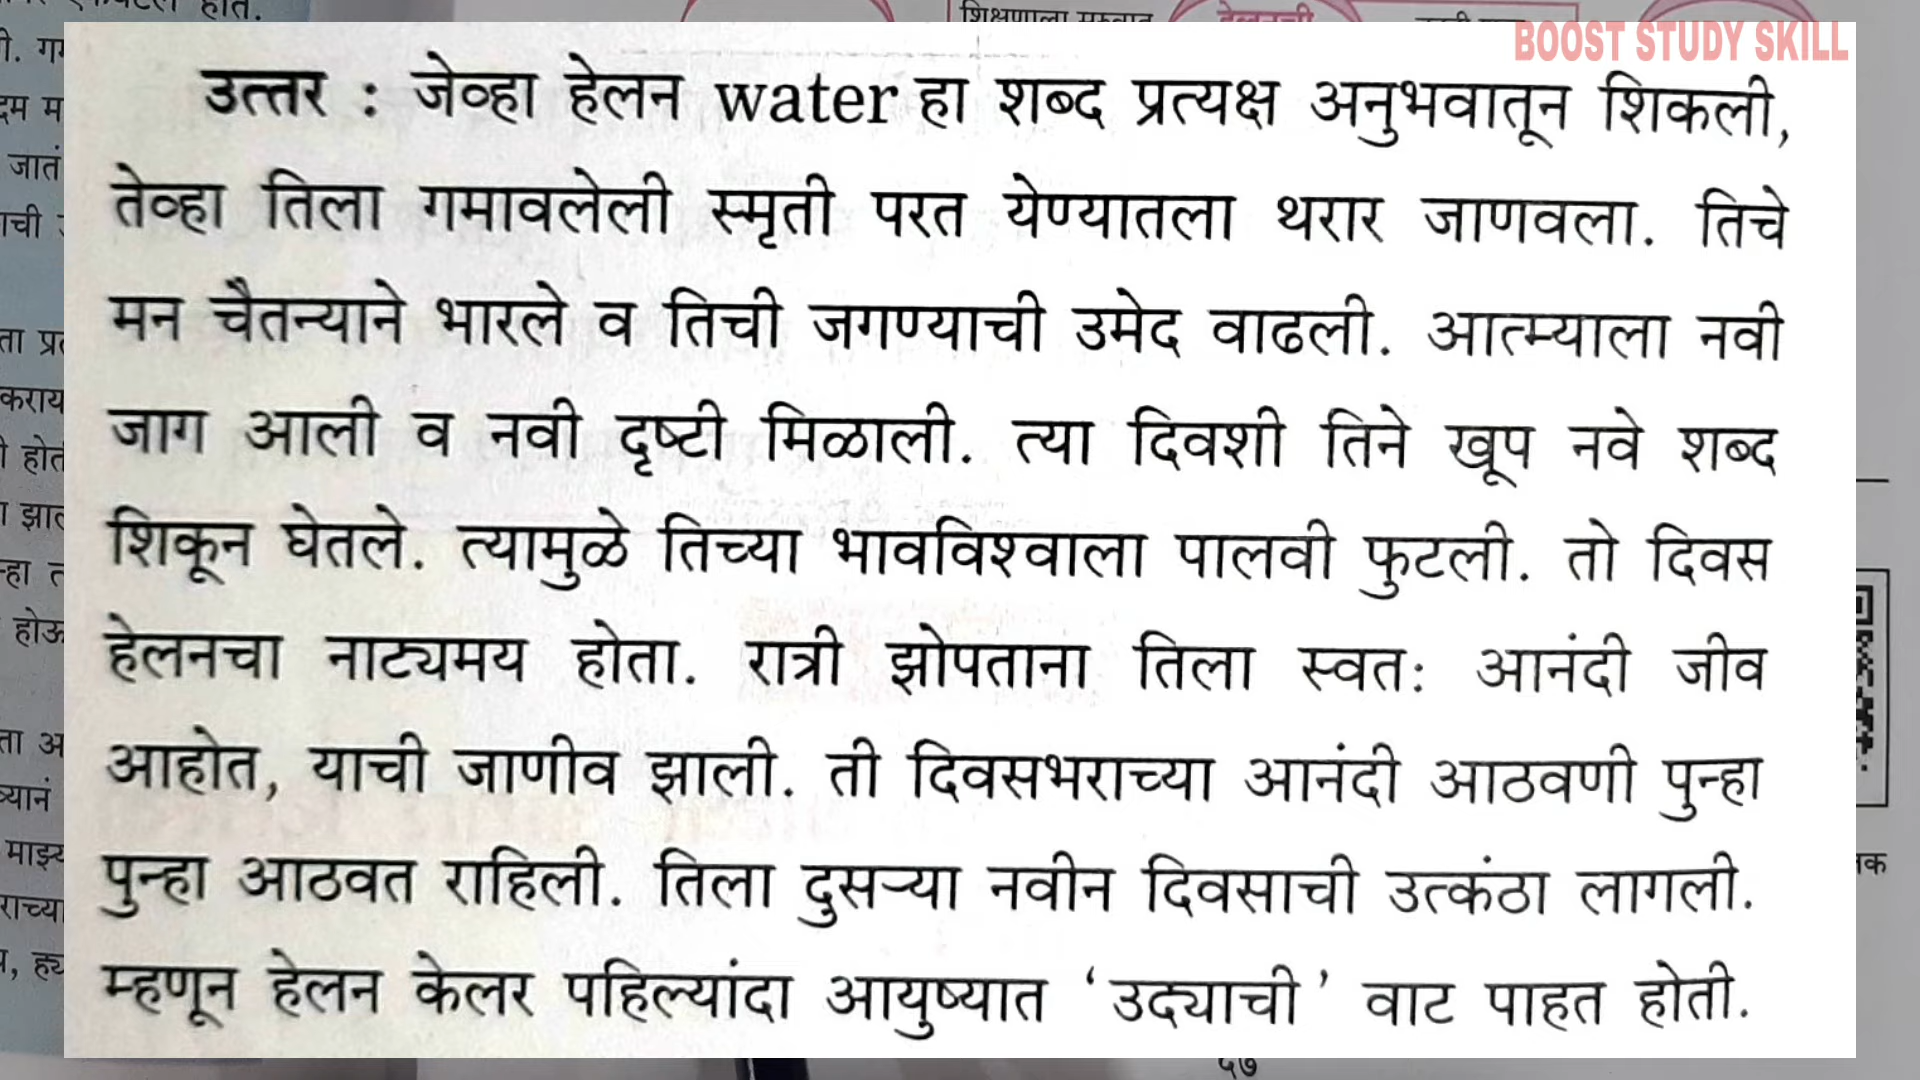 होते.
शिक्षणाला
हेलनची
BOOST STUDY SKILL
उत्तर : जेव्हा हेलन water हा शब्द प्रत्यक्ष अनुभवातून शिकली,
तेव्हा तिला गमावलेली स्मृती परत येण्यातला थरार जाणवला. तिचे
मन चैतन्याने भारले व तिची जगण्याची उमेद वाढली. आत्म्याला नवी
जाग आली व नवी दृष्टी मिळाली. त्या दिवशी तिने खूप नवे शब्द
शिकून घेतले. त्यामुळे तिच्या भावविश्वाला पालवी फुटली. तो दिवस
हेलनचा नाट्यमय होता. रात्री झोपताना तिला स्वतः आनंदी जीव
आहोत, याची जाणीव झाली. ती दिवसभराच्या आनंदी आठवणी पुन्हा
पुन्हा आठवत राहिली. तिला दुसऱ्या नवीन दिवसाची उत्कंठा लागली.
म्हणून हेलन केलर पहिल्यांदा आयुष्यात ‘उद्याची’ वाट पाहत होती.
५७